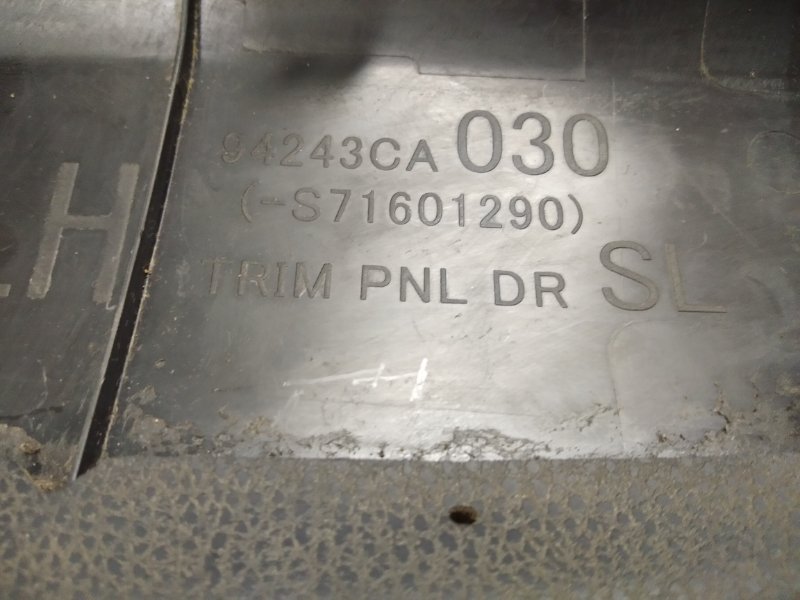 94243CA 030
(-S71601290)
TRIM PNL DR SL
H